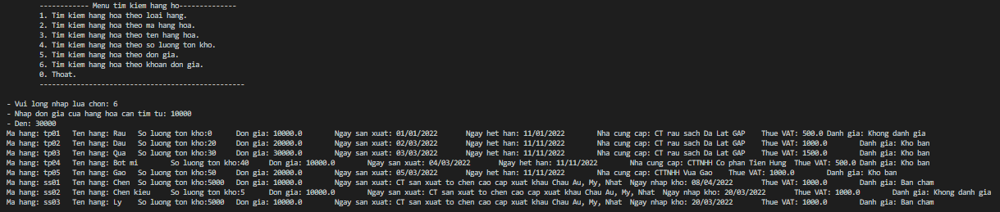 ------------ Menu tim kiem hang ho--------------
1. Tim kiem hang hoa theo loai hang.
2. Tim kiem hang hoa theo ma hang hoa.
3. Tim kiem hang hoa theo ten hang hoa.
4. Tim kiem hang hoa theo so luong ton kho.
5. Tim kiem hang hoa theo don gia.
6. Tim kiem hang hoa theo khoan don gia.
0. Thoat.
--------------------------------------------------
- Vui long nhap lua chon: 6
- Nhap don gia cua hang hoa can tim tu: 10000
- Den: 30000
Ma hang: tp01 Ten hang: Rau So luong ton kho:0 Don gia: 10000.0 Ngay san xuat: 01/01/2022 Ngay het han: 11/01/2022 Nha cung cap: CT rau sach Da Lat GAP Thue VAT: 500.0 Danh gia: Khong danh gia
Ma hang: tp02 Ten hang: Dau So luong ton kho:20 Don gia: 20000.0 Ngay san xuat: 02/03/2022 Ngay het han: 11/11/2022 Nha cung cap: CT rau sach Da Lat GAP Thue VAT: 1000.0 Danh gia: Kho ban
Ma hang: tp03 Ten hang: Qua So luong ton kho:30 Don gia: 30000.0 Ngay san xuat: 03/03/2022 Ngay het han: 11/11/2022 Nha cung cap: CT rau sach Da Lat GAP Thue VAT: 1500.0 Danh gia: Kho ban
Ma hang: tp04 Ten hang: Bot mi So luong ton kho:40 Don gia: 10000.0 Ngay san xuat: 04/03/2022 Ngay het han: 11/11/2022 Nha cung cap: CTTNHH Co phan Tien Hung Thue VAT: 500.0 Danh gia: Kho ban
Ma hang: tp05 Ten hang: Gao So luong ton kho:50 Don gia: 20000.0 Ngay san xuat: 05/03/2022 Ngay het han: 11/11/2022 Nha cung cap: CTTNHH Vua Gao Thue VAT: 1000.0 Danh gia: Kho ban
Ma hang: ss01 Ten hang: Chen So luong ton kho:5000 Don gia: 10000.0 Ngay san xuat: CT san xuat to chen cao cap xuat khau Chau Au, My, Nhat Ngay nhap kho: 08/04/2022 Thue VAT: 1000.0 Danh gia: Ban cham
Ma hang: ss02 Ten hang: Chen kieu So luong ton kho:5 Don gia: 10000.0 Ngay san xuat: CT san xuat to chen cao cap xuat khau Chau Au, My, Nhat Ngay nhap kho: 20/03/2022 Thue VAT: 1000.0 Danh gia: Khong danh gia
Ma hang: ss03 Ten hang: Ly So luong ton kho:5000 Don gia: 10000.0 Ngay san xuat: CT san xuat to chen cao cap xuat khau Chau Au, My, Nhat Ngay nhap kho: 20/03/2022 Thue VAT: 1000.0 Danh gia: Ban cham